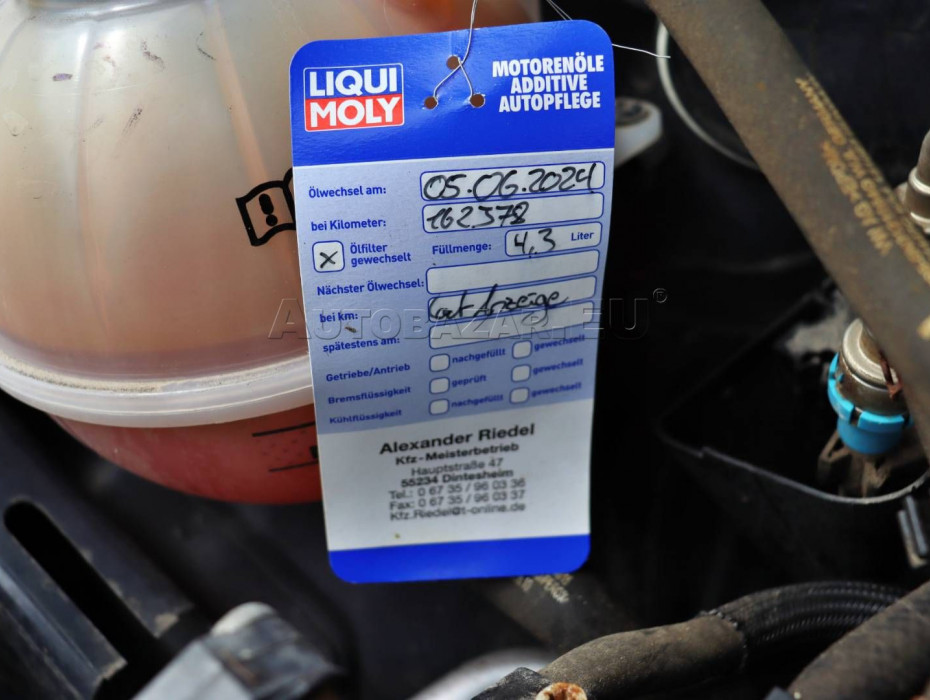 LIQUI
MOLY
MOTORENÖLE
ADDITIVE
AUTOPFLEGE
Ölwechsel am: 05.06.2024
bei Kilometer: 162.578
x Ölfilter gewechselt Füllmenge: 4,3 Liter
Nächster Ölwechsel:
bei km: laut Anzeige
AUTOBAZAR.EU©
spätestens am:
Getriebe/Antrieb nachgefüllt gewechselt
Bremsflüssigkeit geprüft gewechselt
Kühlflüssigkeit nachgefüllt gewechselt
Alexander Riedel
Kfz-Meisterbetrieb
Hauptstraße 47
55234 Dintesheim
Tel.: 0 67 35 / 96 03 36
Fax: 0 67 35 / 96 03 37
Kfz.Riedel@t-online.de